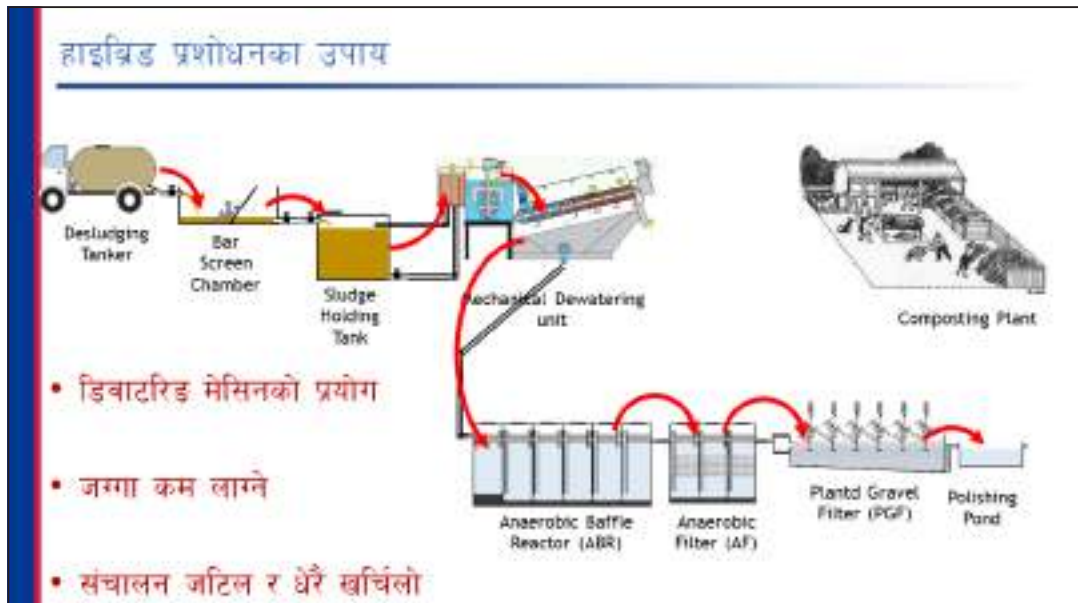 हाइब्रिड प्रशोधनका उपाय
Desludging
Tanker
Bar
Screen
Chamber
Sludge
Holding
Tank
Mechanical Dewatering
unit
Composting Plant
• डिवाटरिङ मेसिनको प्रयोग
• जग्गा कम लाग्ने
• संचालन जटिल र धेरै खर्चिलो
Anaerobic Baffle
Reactor (ABR)
Anaerobic
Filter (AF)
Plantd Gravel
Filter (PGF)
Polishing
Pond